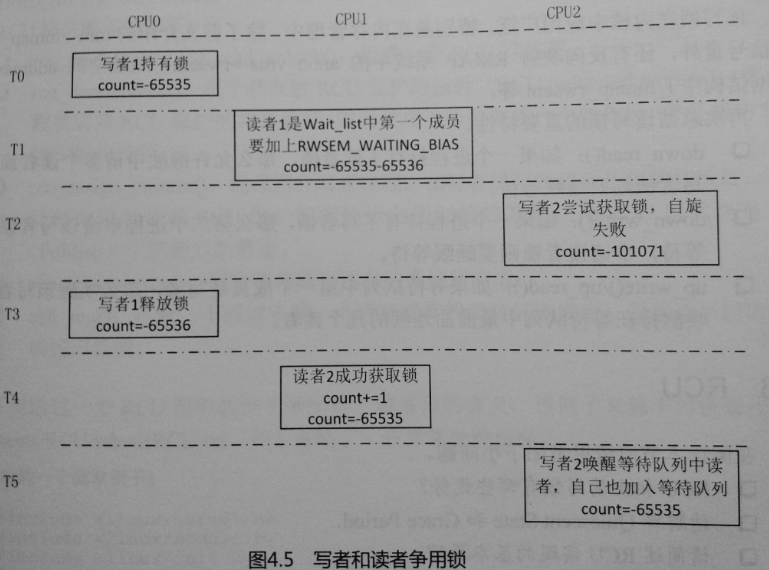 CPU0
CPU1
CPU2
T0
写者1持有锁
count=-65535
T1
读者1是Wait_list中第一个成员
要加上RWSEM_WAITING_BIAS
count=-65535-65536
T2
写者2尝试获取锁，自旋
失败
count=-101071
T3
写者1释放锁
count=-65536
T4
读者2成功获取锁
count+=1
count=-65535
T5
写者2唤醒等待队列中读
者，自己也加入等待队列
count=-65535
图4.5 写者和读者争用锁